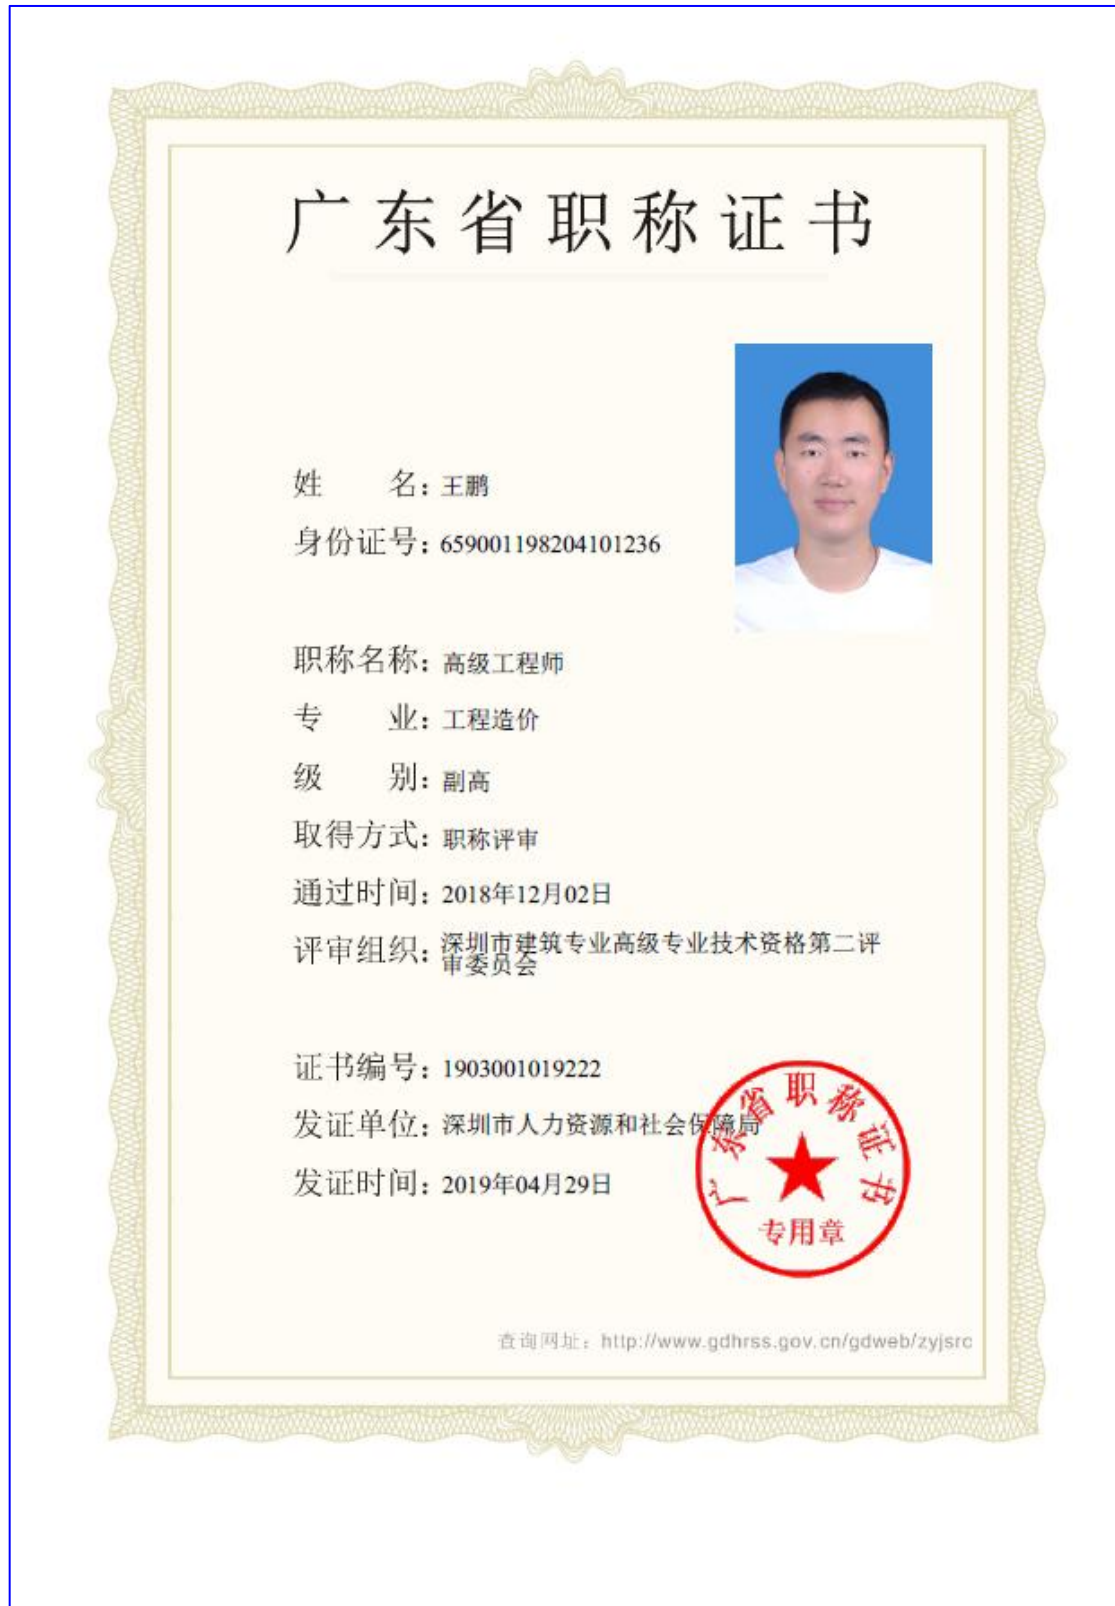 广东省职称证书
姓 名：王鹏
身份证号：659001198204101236
职称名称：高级工程师
专 业：工程造价
级 别：副高
取得方式：职称评审
通过时间：2018年12月02日
评审组织：深圳市建筑专业高级专业技术资格第二评
审委员会
证书编号：1903001019222
发证单位：深圳市人力资源和社会保障局
发证时间：2019年04月29日
广东省职称证书
专用章
查询网址：http://www.gdhrss.gov.cn/gdweb/zyjsrc